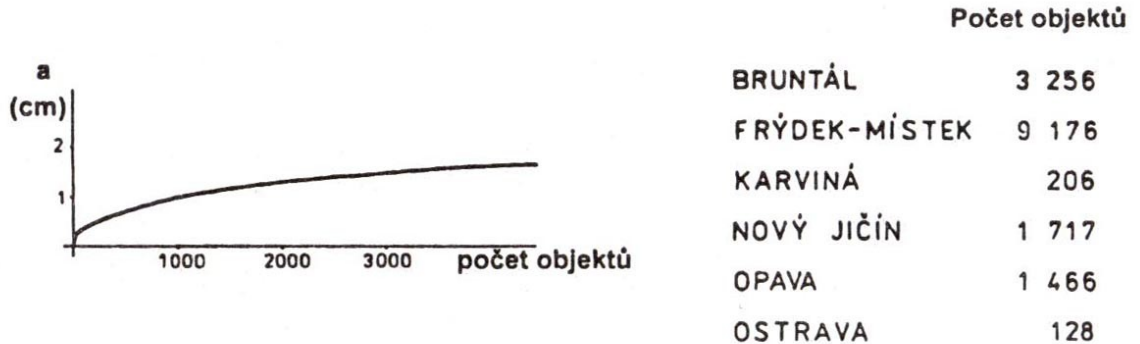 a
(cm)
2
1
1000 2000 3000 počet objektů
Počet objektů
BRUNTÁL 3 256
FRÝDEK-MÍSTEK 9 176
KARVINÁ 206
NOVÝ JIČÍN 1 717
OPAVA 1 466
OSTRAVA 128